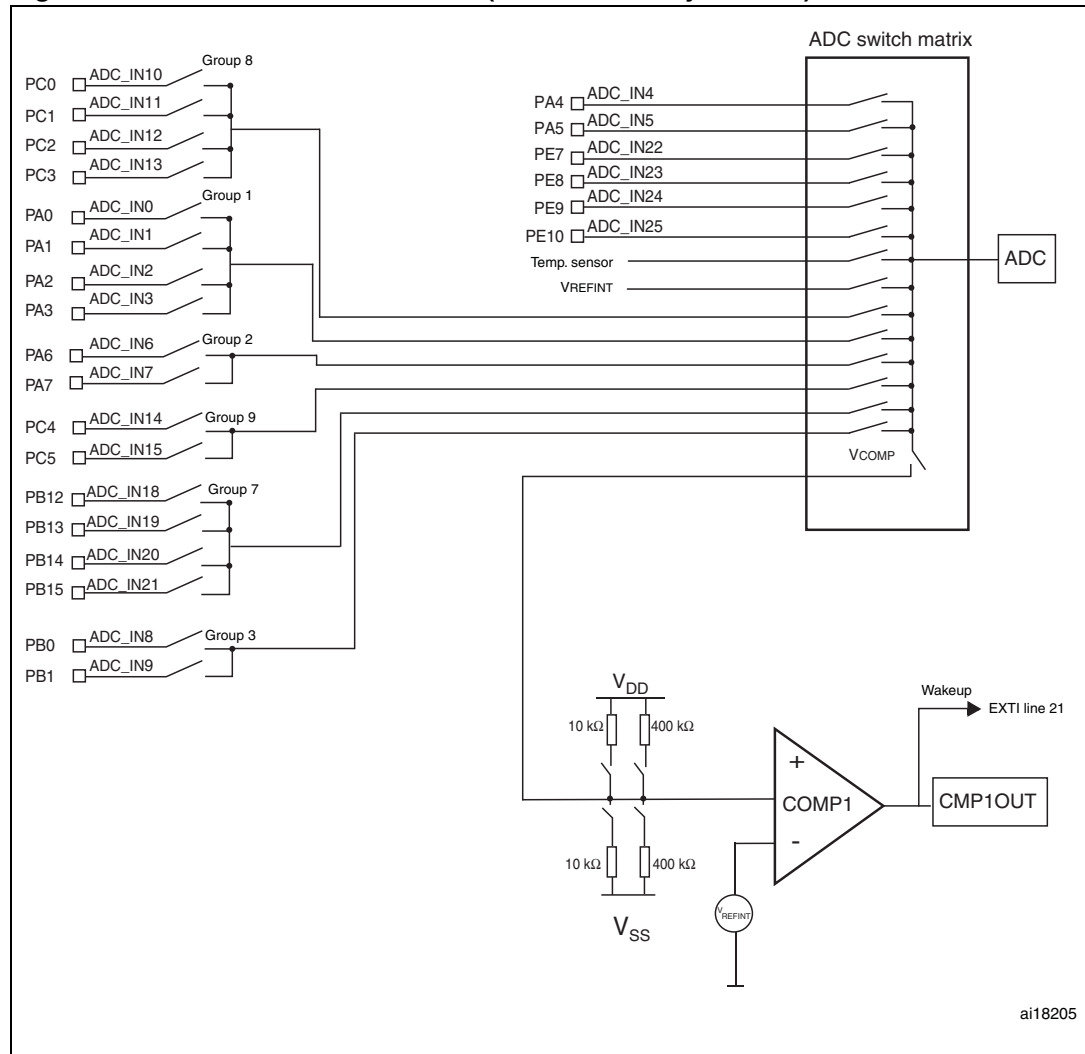 ADC switch matrix
Group 8
PC0 ADC_IN10
PC1 ADC_IN11
PC2 ADC_IN12
PC3 ADC_IN13
Group 1
PA0 ADC_IN0
PA1 ADC_IN1
PA2 ADC_IN2
PA3 ADC_IN3
Group 2
PA6 ADC_IN6
PA7 ADC_IN7
Group 9
PC4 ADC_IN14
PC5 ADC_IN15
Group 7
PB12 ADC_IN18
PB13 ADC_IN19
PB14 ADC_IN20
PB15 ADC_IN21
Group 3
PB0 ADC_IN8
PB1 ADC_IN9
PA4 ADC_IN4
PA5 ADC_IN5
PE7 ADC_IN22
PE8 ADC_IN23
PE9 ADC_IN24
PE10 ADC_IN25
Temp. sensor
VREFINT
ADC
VCOMP
VDD
10 kΩ 400 kΩ
10 kΩ 400 kΩ
VSS
+
COMP1
-
VREFINT
Wakeup
EXTI line 21
CMP1OUT
ai18205